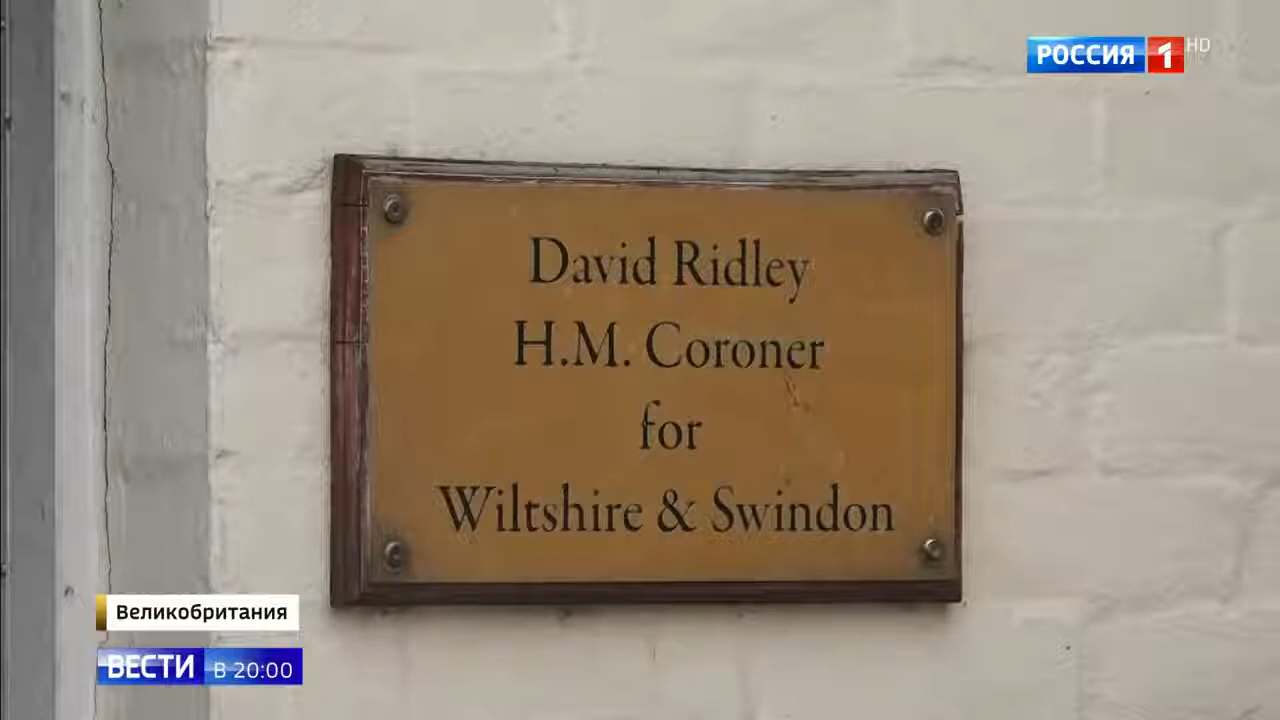 РОССИЯ 1 HD
David Ridley
H.M. Coroner
for
Wiltshire & Swindon
Великобритания
ВЕСТИ В 20:00